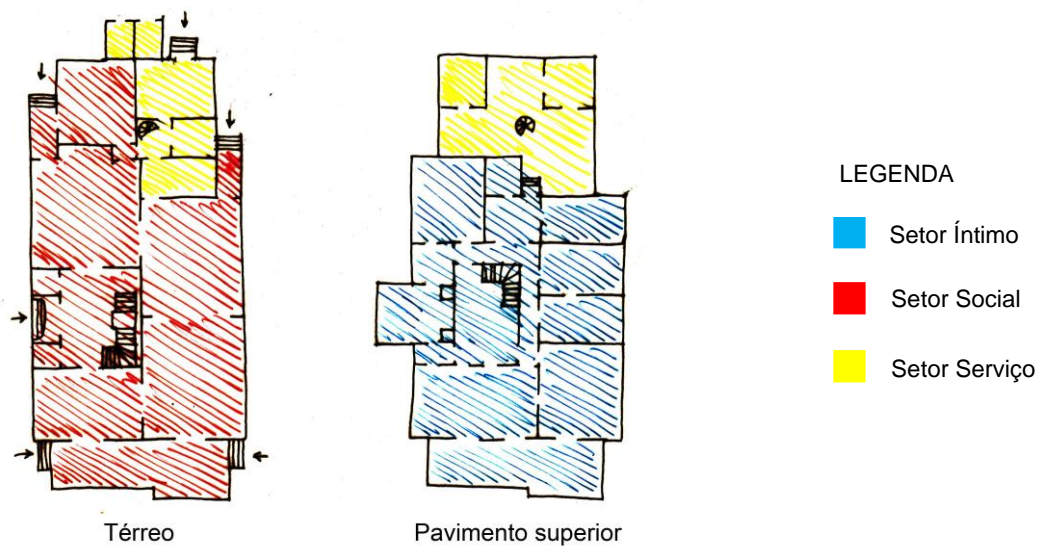 LEGENDA
Setor Íntimo
Setor Social
Setor Serviço
Térreo
Pavimento superior